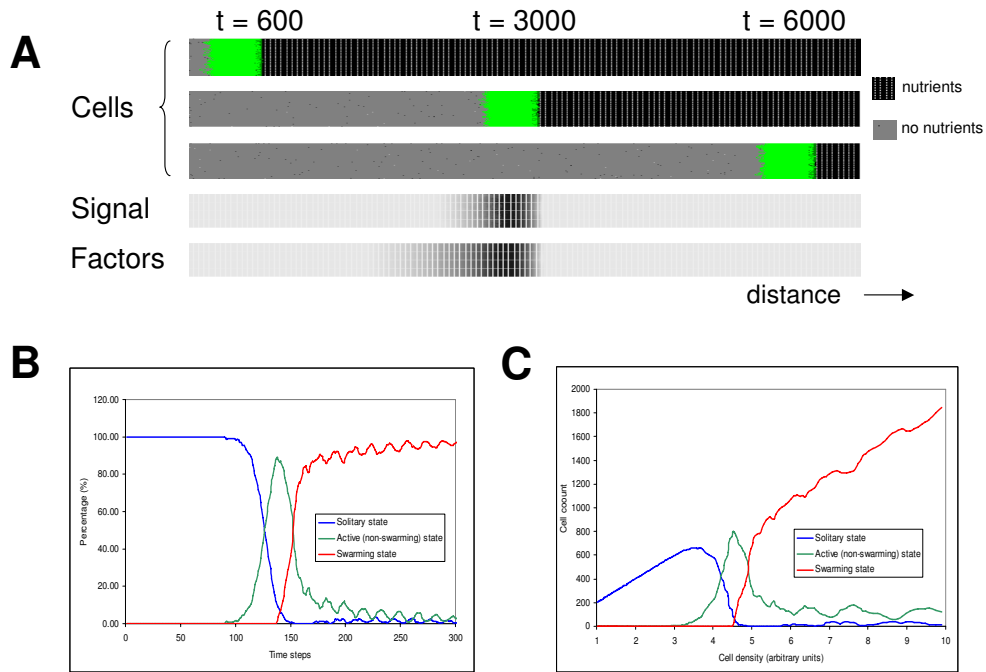 A
t = 600
t = 3000
t = 6000
Cells
nutrients
no nutrients
Signal
Factors
distance
B
120.00
100.00
80.00
60.00
40.00
20.00
0.00
Percentage (%)
Solitary state
Active (non-swarming) state
Swarming state
0 50 100 150 200 250 300
Time steps
C
2000
1800
1600
1400
1200
1000
800
600
400
200
0
Cell coount
Solitary state
Active (non-swarming) state
Swarming state
1 2 3 4 5 6 7 8 9 10
Cell density (arbitrary units)